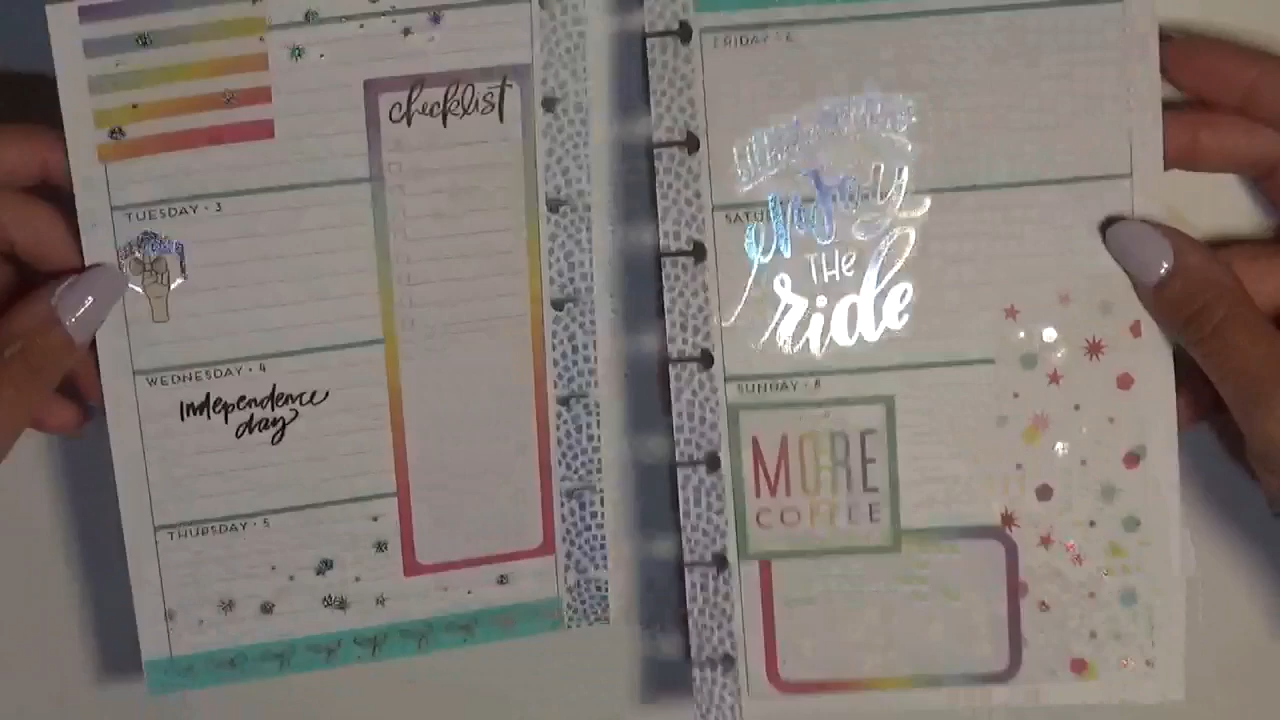 checklist
TUESDAY • 3
WEDNESDAY • 4
Independence
day
THURSDAY • 5
FRIDAY • 6
enjoy
THE
ride
SUNDAY • 8
MORE
COFFEE